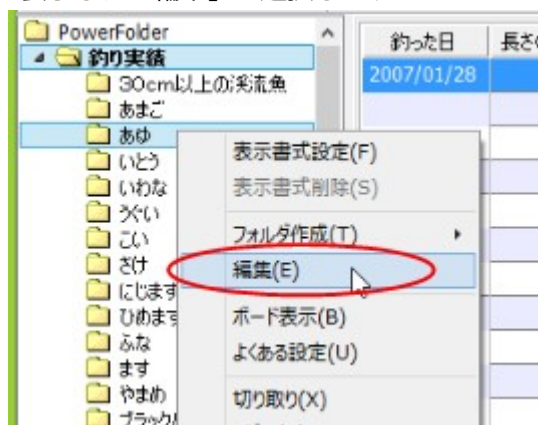 PowerFolder
釣り実績
30cm以上の渓流魚
あまご
あゆ
いとう
いわな
うぐい
こい
さけ
にじます
ひめます
ふな
ます
やまめ
釣った日
長さ
2007/01/28
表示書式設定(F)
表示書式削除(S)
フォルダ作成(T)
編集(E)
ボード表示(B)
よくある設定(U)
切り取り(X)